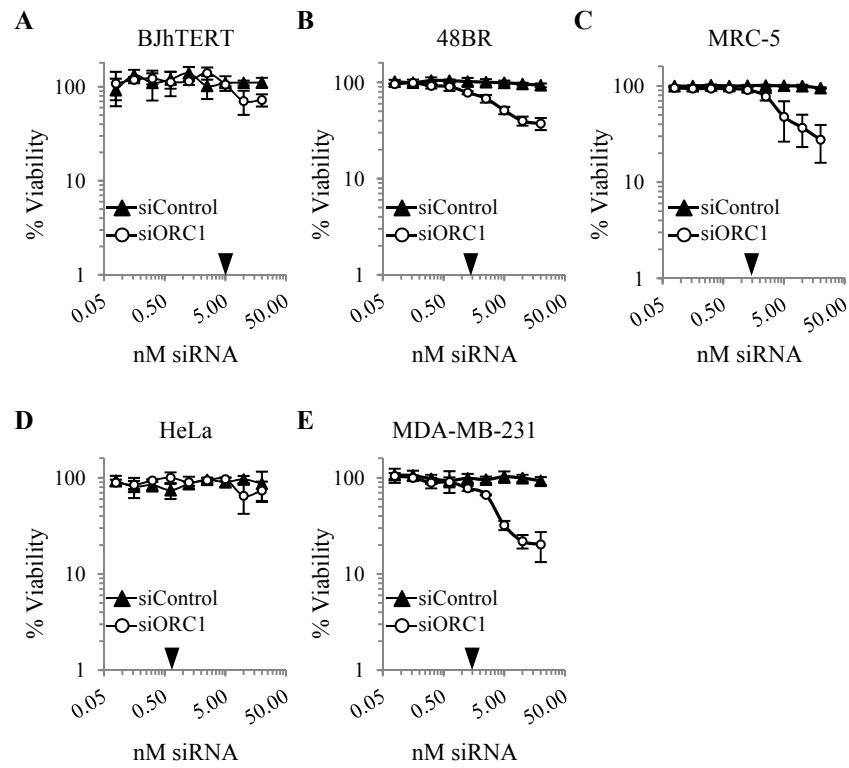 A
BJhTERT
% Viability
100
10
1
siControl
siORC1
0.05
0.50
5.00
50.00
nM siRNA
B
48BR
% Viability
100
10
1
siControl
siORC1
0.05
0.50
5.00
50.00
nM siRNA
C
MRC-5
% Viability
100
10
1
siControl
siORC1
0.05
0.50
5.00
50.00
nM siRNA
D
HeLa
% Viability
100
10
1
siControl
siORC1
0.05
0.50
5.00
50.00
nM siRNA
E
MDA-MB-231
% Viability
100
10
1
siControl
siORC1
0.05
0.50
5.00
50.00
nM siRNA